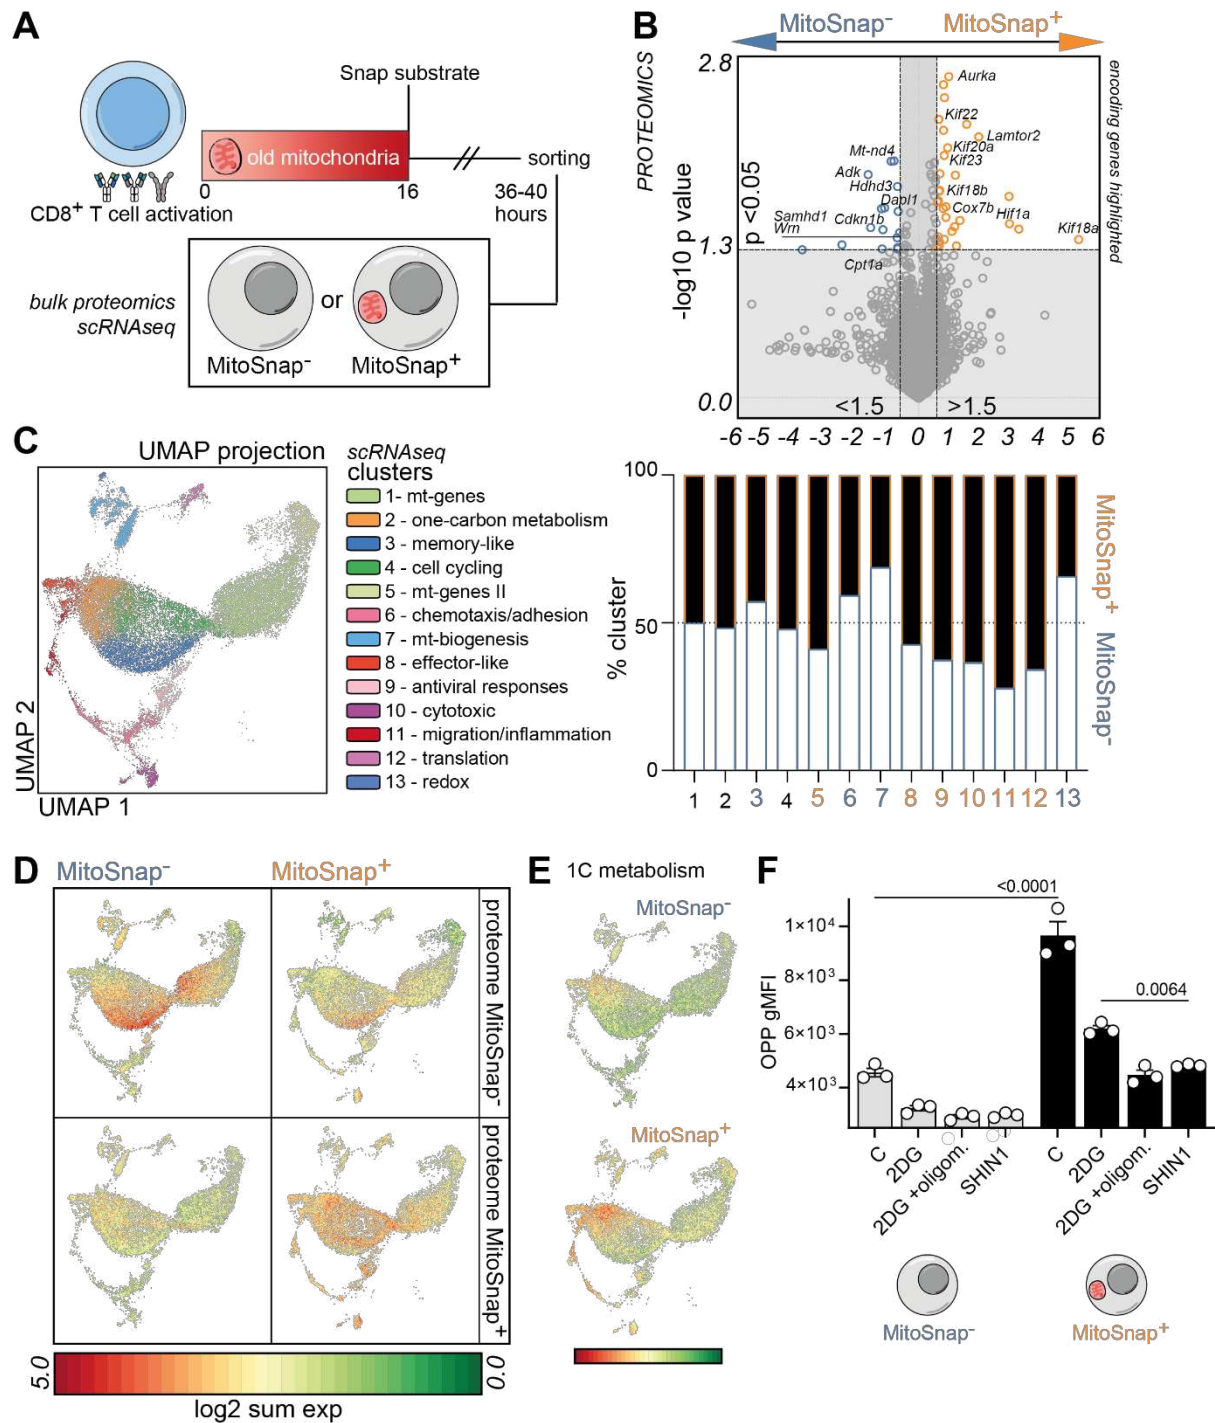 A
Snap substrate
old mitochondria
0
16
sorting
36-40
hours
CD8+ T cell activation
bulk proteomics
scRNAseq
MitoSnap-
or
MitoSnap+
B
MitoSnap-
MitoSnap+
PROTEOMICS
encoding genes highlighted
-log10 p value
p <0.05
2.8
1.3
0.0
Aurka
Kif22
Lamtor2
Kif20a
Kif23
Mt-nd4
Adk
Hdhd3
Kif18b
Dapl1
Cox7b
Samhd1
Cdkn1b
Hif1a
Wrn
Kif18a
Cpt1a
<1.5
>1.5
-6 -5 -4 -3 -2 -1 0 1 2 3 4 5 6
C
UMAP projection
UMAP 2
UMAP 1
scRNAseq
clusters
1- mt-genes
2 - one-carbon metabolism
3 - memory-like
4 - cell cycling
5 - mt-genes II
6 - chemotaxis/adhesion
7 - mt-biogenesis
8 - effector-like
9 - antiviral responses
10 - cytotoxic
11 - migration/inflammation
12 - translation
13 - redox
% cluster
100
50
0
1 2 3 4 5 6 7 8 9 10 11 12 13
MitoSnap+
MitoSnap-
D
MitoSnap-
MitoSnap+
proteome MitoSnap-
proteome MitoSnap+
5.0
0.0
log2 sum exp
E
1C metabolism
MitoSnap-
MitoSnap+
F
<0.0001
0.0064
OPP gMFI
1×10⁴
8×10³
6×10³
4×10³
C
2DG
2DG +oligom.
SHIN1
C
2DG
2DG +oligom.
SHIN1
MitoSnap-
MitoSnap+